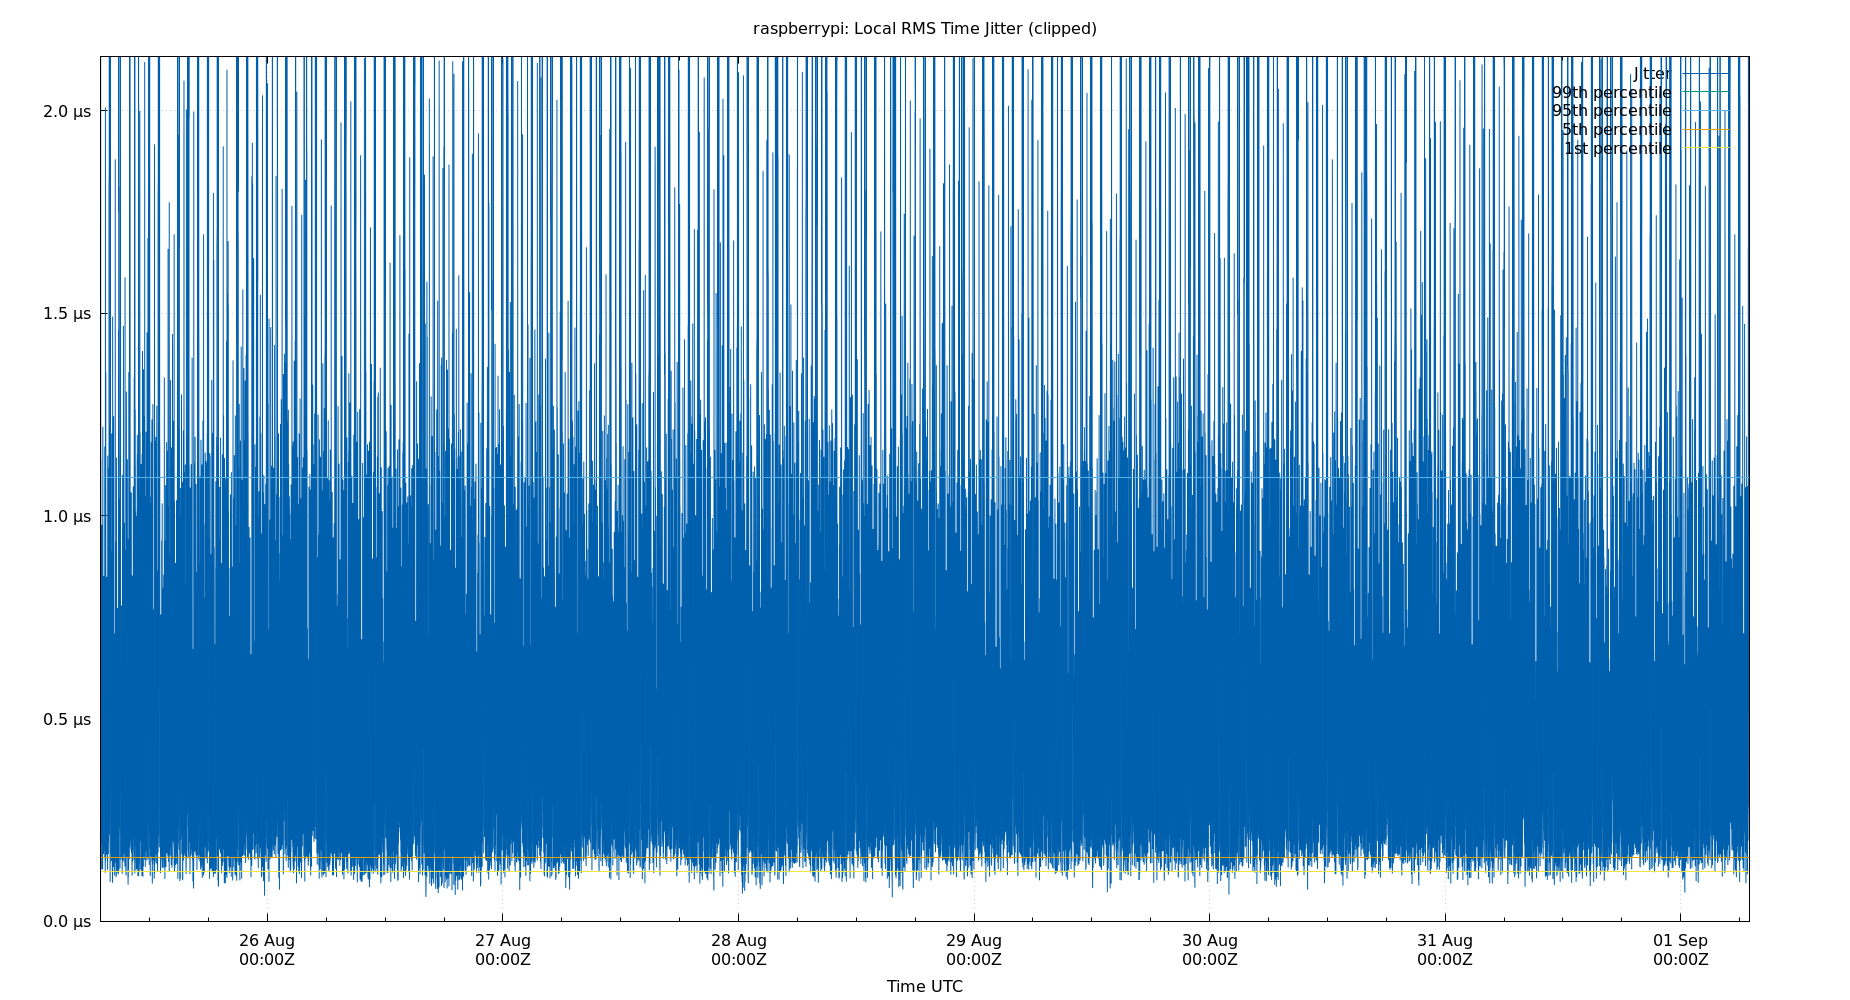 raspberrypi: Local RMS Time Jitter (clipped)
Jitter
99th percentile
95th percentile
5th percentile
1st percentile
2.0 µs
1.5 µs
1.0 µs
0.5 µs
0.0 µs
26 Aug 27 Aug 28 Aug 29 Aug 30 Aug 31 Aug 01 Sep
00:00Z 00:00Z 00:00Z 00:00Z 00:00Z 00:00Z 00:00Z
Time UTC